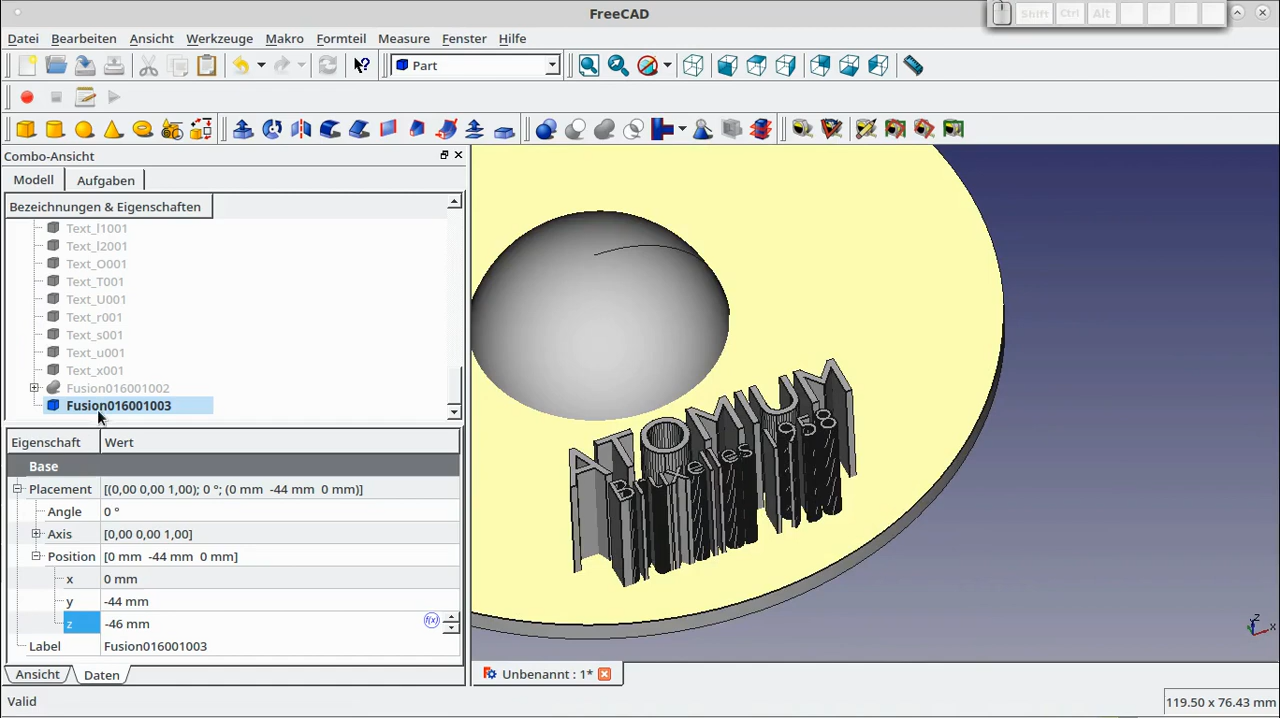 FreeCAD
Shift Ctrl Alt
Datei Bearbeiten Ansicht Werkzeuge Makro Formteil Measure Fenster Hilfe
Part
Combo-Ansicht
Modell Aufgaben
Bezeichnungen & Eigenschaften
Text_l1001
Text_l2001
Text_O001
Text_T001
Text_U001
Text_r001
Text_s001
Text_u001
Text_x001
Fusion016001002
Fusion016001003
ATOMIUM
Bruxelles 958
Eigenschaft Wert
Base
Placement [(0,00 0,00 1,00); 0 °; (0 mm -44 mm 0 mm)]
Angle 0 °
Axis [0,00 0,00 1,00]
Position [0 mm -44 mm 0 mm]
x 0 mm
y -44 mm
z -46 mm
f(x)
Label Fusion016001003
Ansicht Daten
Unbenannt : 1*
Z
X
Valid
119.50 x 76.43 mm